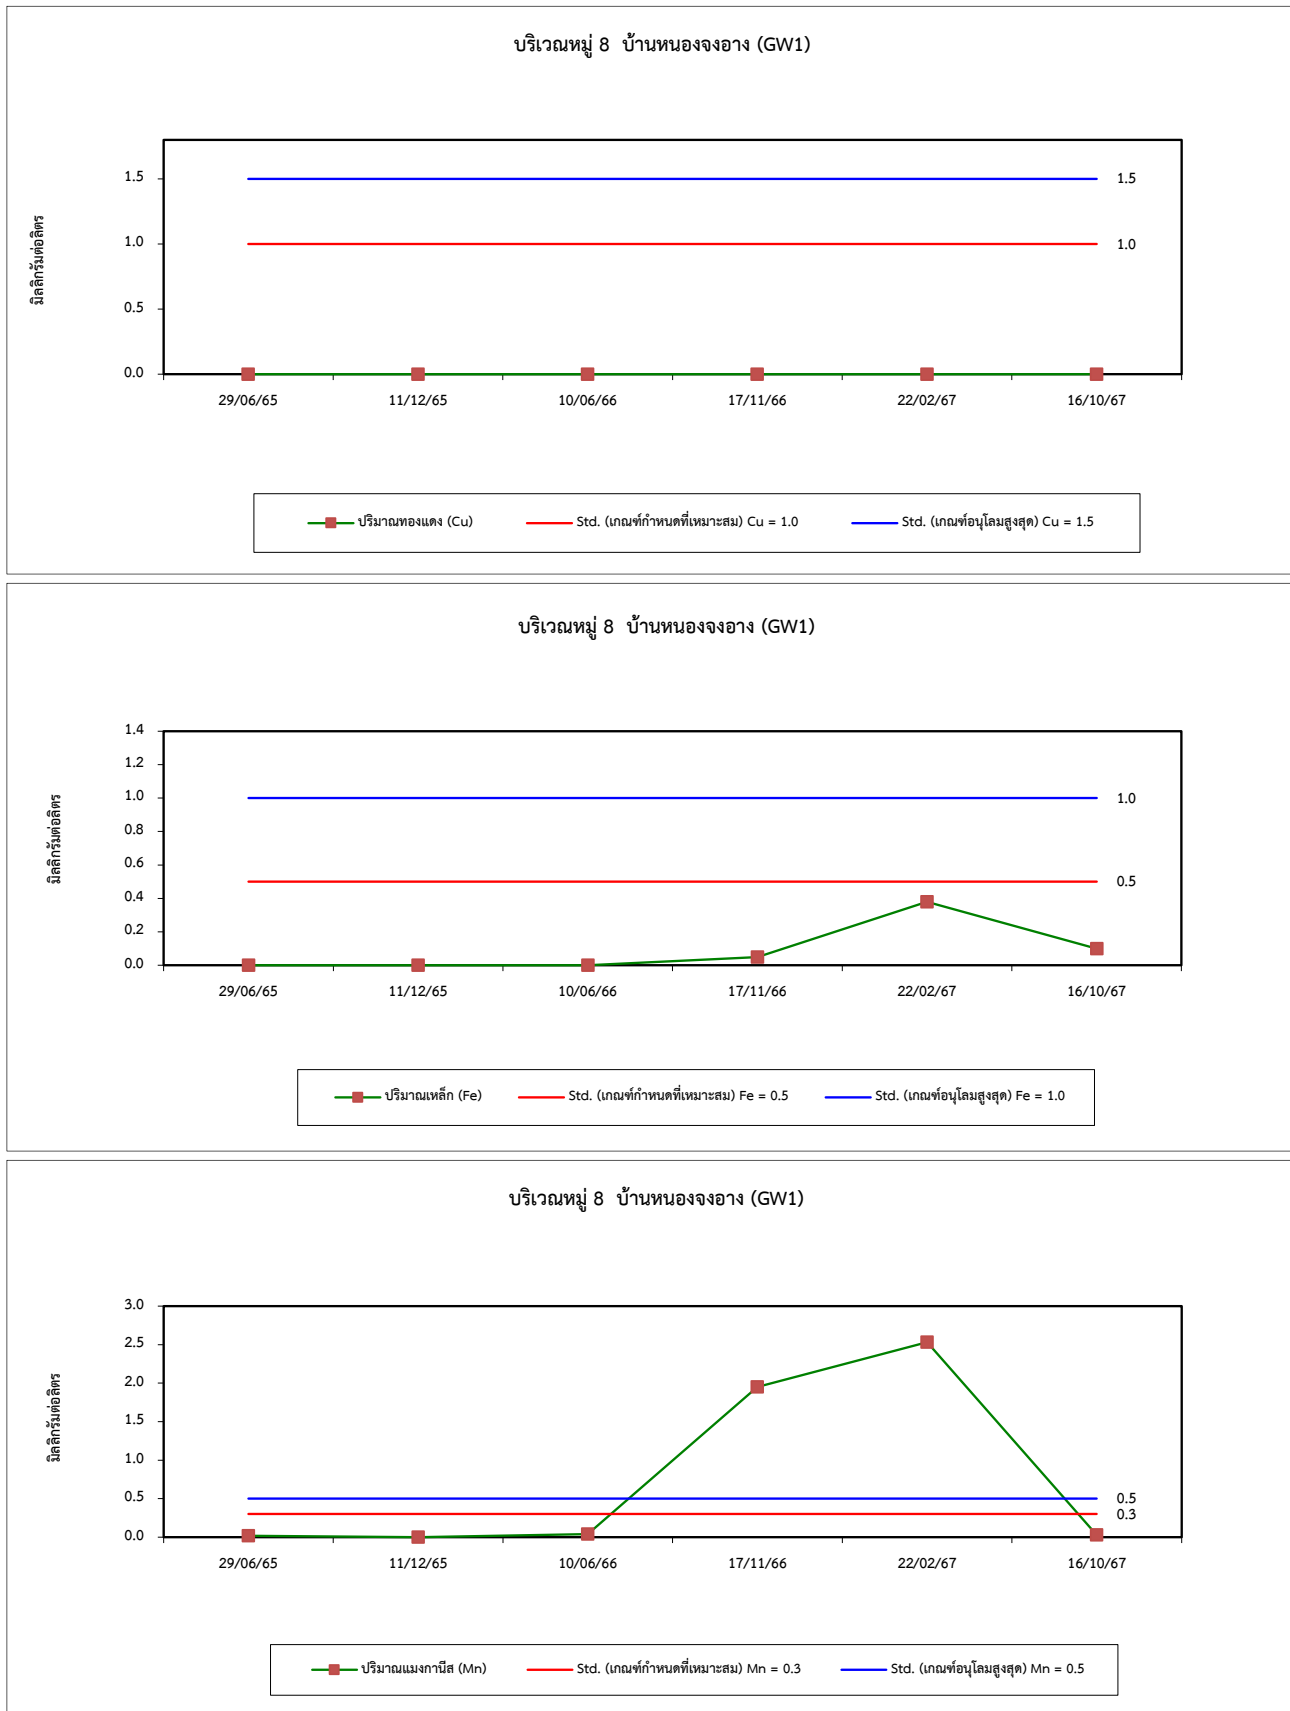 บริเวณหมู่ 8  บ้านหนองจงอาง (GW1)
มิลลิกรัมต่อลิตร
1.5
1.0
0.5
0.0
1.5
1.0
29/06/65 11/12/65 10/06/66 17/11/66 22/02/67 16/10/67
ปริมาณทองแดง (Cu) Std. (เกณฑ์กำหนดที่เหมาะสม) Cu = 1.0 Std. (เกณฑ์อนุโลมสูงสุด) Cu = 1.5
บริเวณหมู่ 8  บ้านหนองจงอาง (GW1)
มิลลิกรัมต่อลิตร
1.4
1.2
1.0
0.8
0.6
0.4
0.2
0.0
1.0
0.5
29/06/65 11/12/65 10/06/66 17/11/66 22/02/67 16/10/67
ปริมาณเหล็ก (Fe) Std. (เกณฑ์กำหนดที่เหมาะสม) Fe = 0.5 Std. (เกณฑ์อนุโลมสูงสุด) Fe = 1.0
บริเวณหมู่ 8  บ้านหนองจงอาง (GW1)
มิลลิกรัมต่อลิตร
3.0
2.5
2.0
1.5
1.0
0.5
0.0
0.5
0.3
29/06/65 11/12/65 10/06/66 17/11/66 22/02/67 16/10/67
ปริมาณแมงกานีส (Mn) Std. (เกณฑ์กำหนดที่เหมาะสม) Mn = 0.3 Std. (เกณฑ์อนุโลมสูงสุด) Mn = 0.5